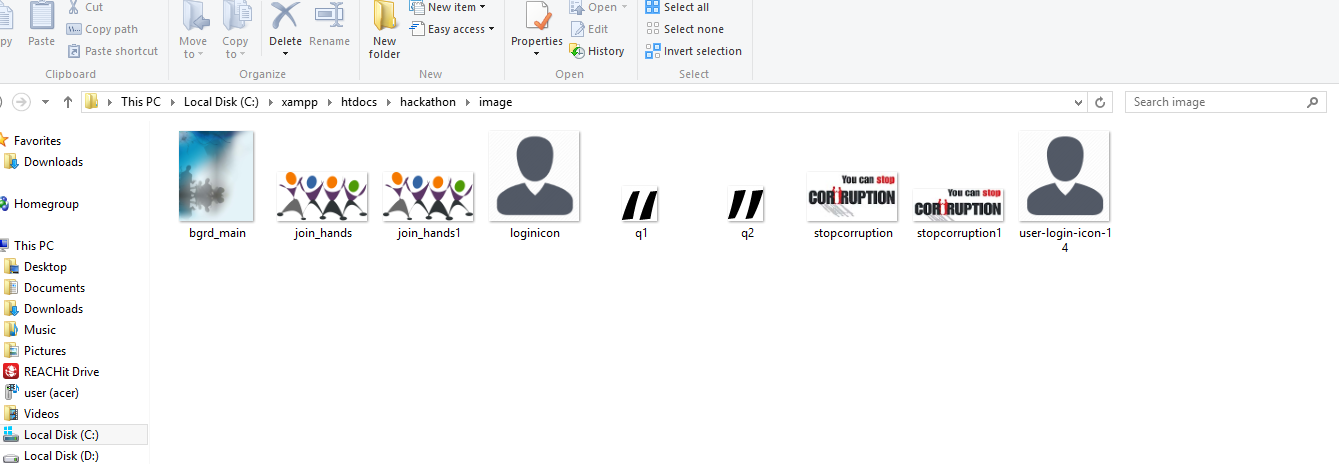 Cut
Copy path
Paste shortcut
Paste
Clipboard
Move to
Copy to
Delete
Rename
Organize
New folder
New item
Easy access
New
Properties
Open
Edit
History
Open
Select all
Select none
Invert selection
Select
This PC Local Disk (C:) xampp htdocs hackathon image
Search image
Favorites
Downloads
Homegroup
This PC
Desktop
Documents
Downloads
Music
Pictures
REACHit Drive
user (acer)
Videos
Local Disk (C:)
Local Disk (D:)
You can stop
CORRUPTION
You can stop
CORRUPTION
bgrd_main
join_hands
join_hands1
loginicon
q1
q2
stopcorruption
stopcorruption1
user-login-icon-1
4